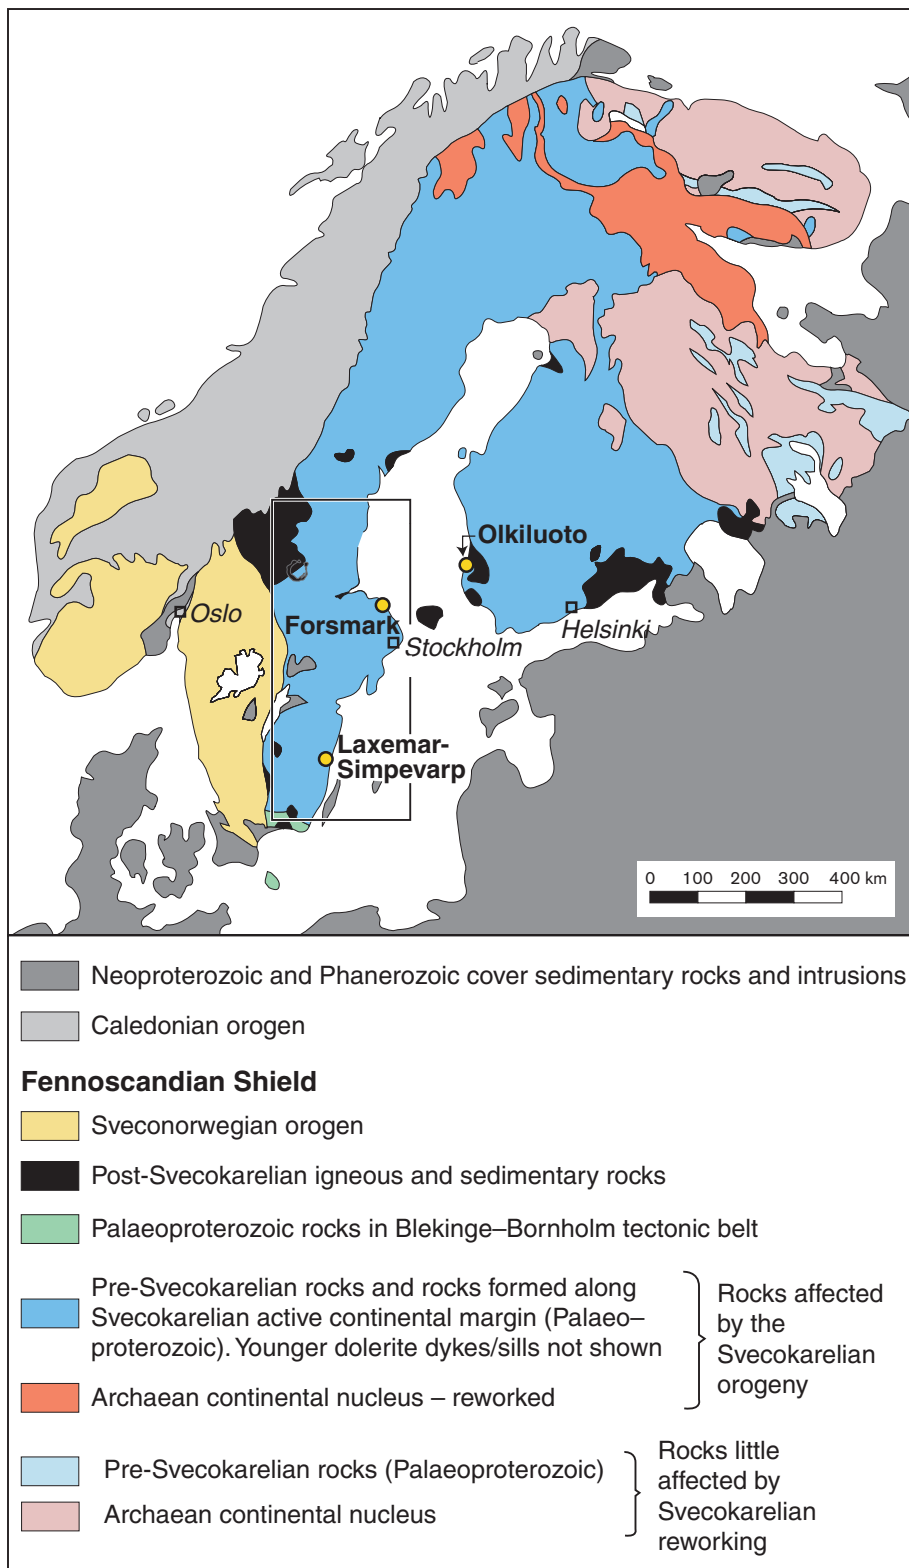 Olkiluoto
Oslo
Forsmark
Stockholm
Helsinki
Laxemar-
Simpevarp
0 100 200 300 400 km
Neoproterozoic and Phanerozoic cover sedimentary rocks and intrusions
Caledonian orogen
Fennoscandian Shield
Sveconorwegian orogen
Post-Svecokarelian igneous and sedimentary rocks
Palaeoproterozoic rocks in Blekinge–Bornholm tectonic belt
Pre-Svecokarelian rocks and rocks formed along
Svecokarelian active continental margin (Palaeo–
proterozoic). Younger dolerite dykes/sills not shown
Archaean continental nucleus – reworked
Rocks affected
by the
Svecokarelian
orogeny
Pre-Svecokarelian rocks (Palaeoproterozoic)
Archaean continental nucleus
Rocks little
affected by
Svecokarelian
reworking